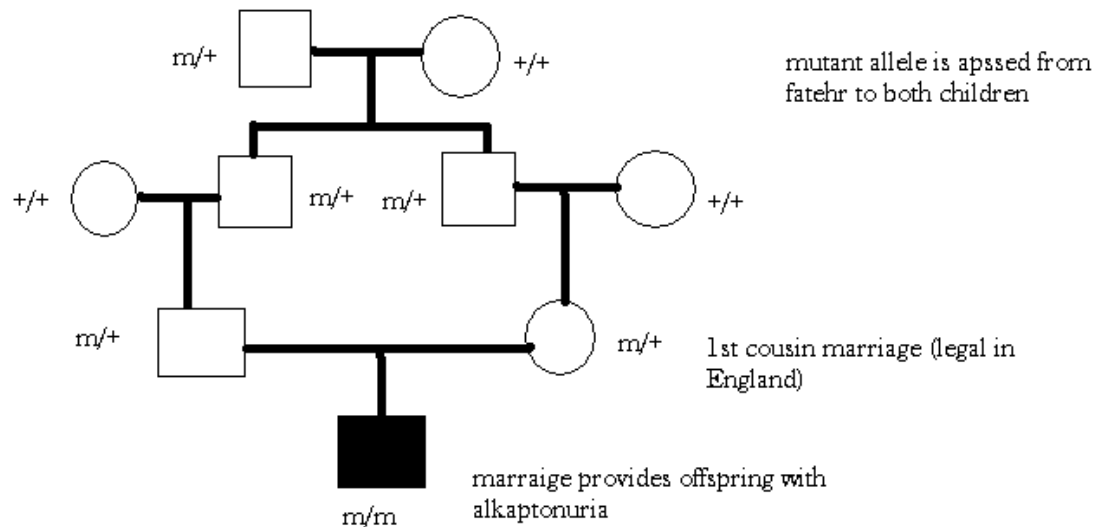 m/+
+/+
mutant allele is apssed from
fatehr to both children
+/+
m/+
m/+
+/+
m/+
m/+
1st cousin marriage (legal in
England)
m/m
marraige provides offspring with
alkaptonuria